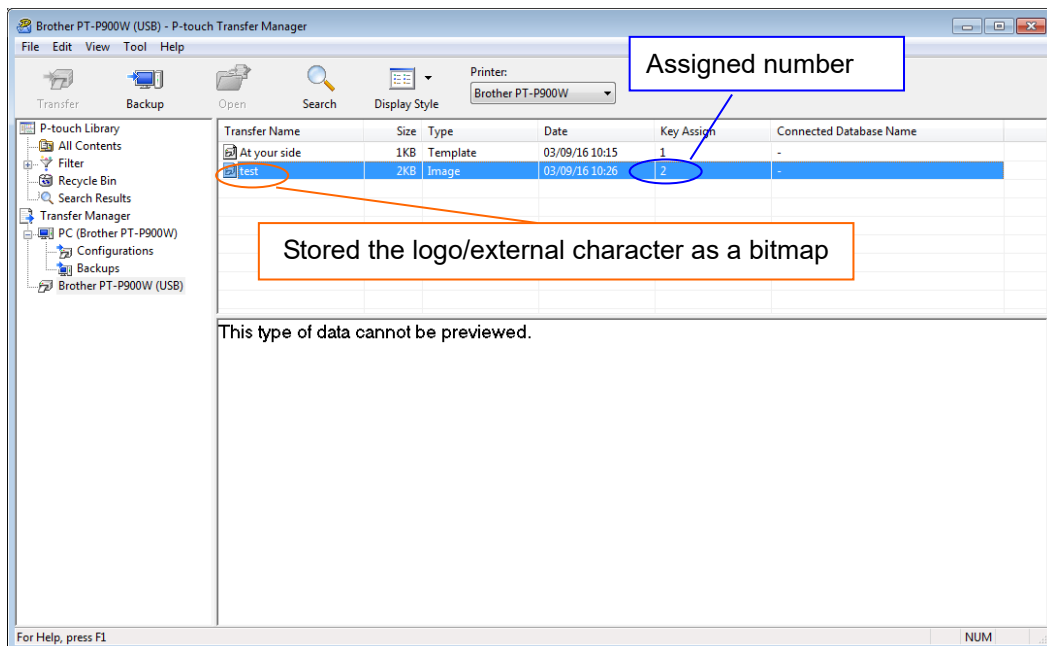 Brother PT-P900W (USB) - P-touch Transfer Manager
File Edit View Tool Help
Assigned number
Transfer Backup Open Search Display Style
Printer:
Brother PT-P900W
P-touch Library
All Contents
Filter
Recycle Bin
Search Results
Transfer Manager
PC (Brother PT-P900W)
Configurations
Backups
Brother PT-P900W (USB)
Transfer Name Size Type Date Key Assign Connected Database Name
At your side 1KB Template 03/09/16 10:15 1 -
test 2KB Image 03/09/16 10:26 2 -
Stored the logo/external character as a bitmap
This type of data cannot be previewed.
For Help, press F1 NUM